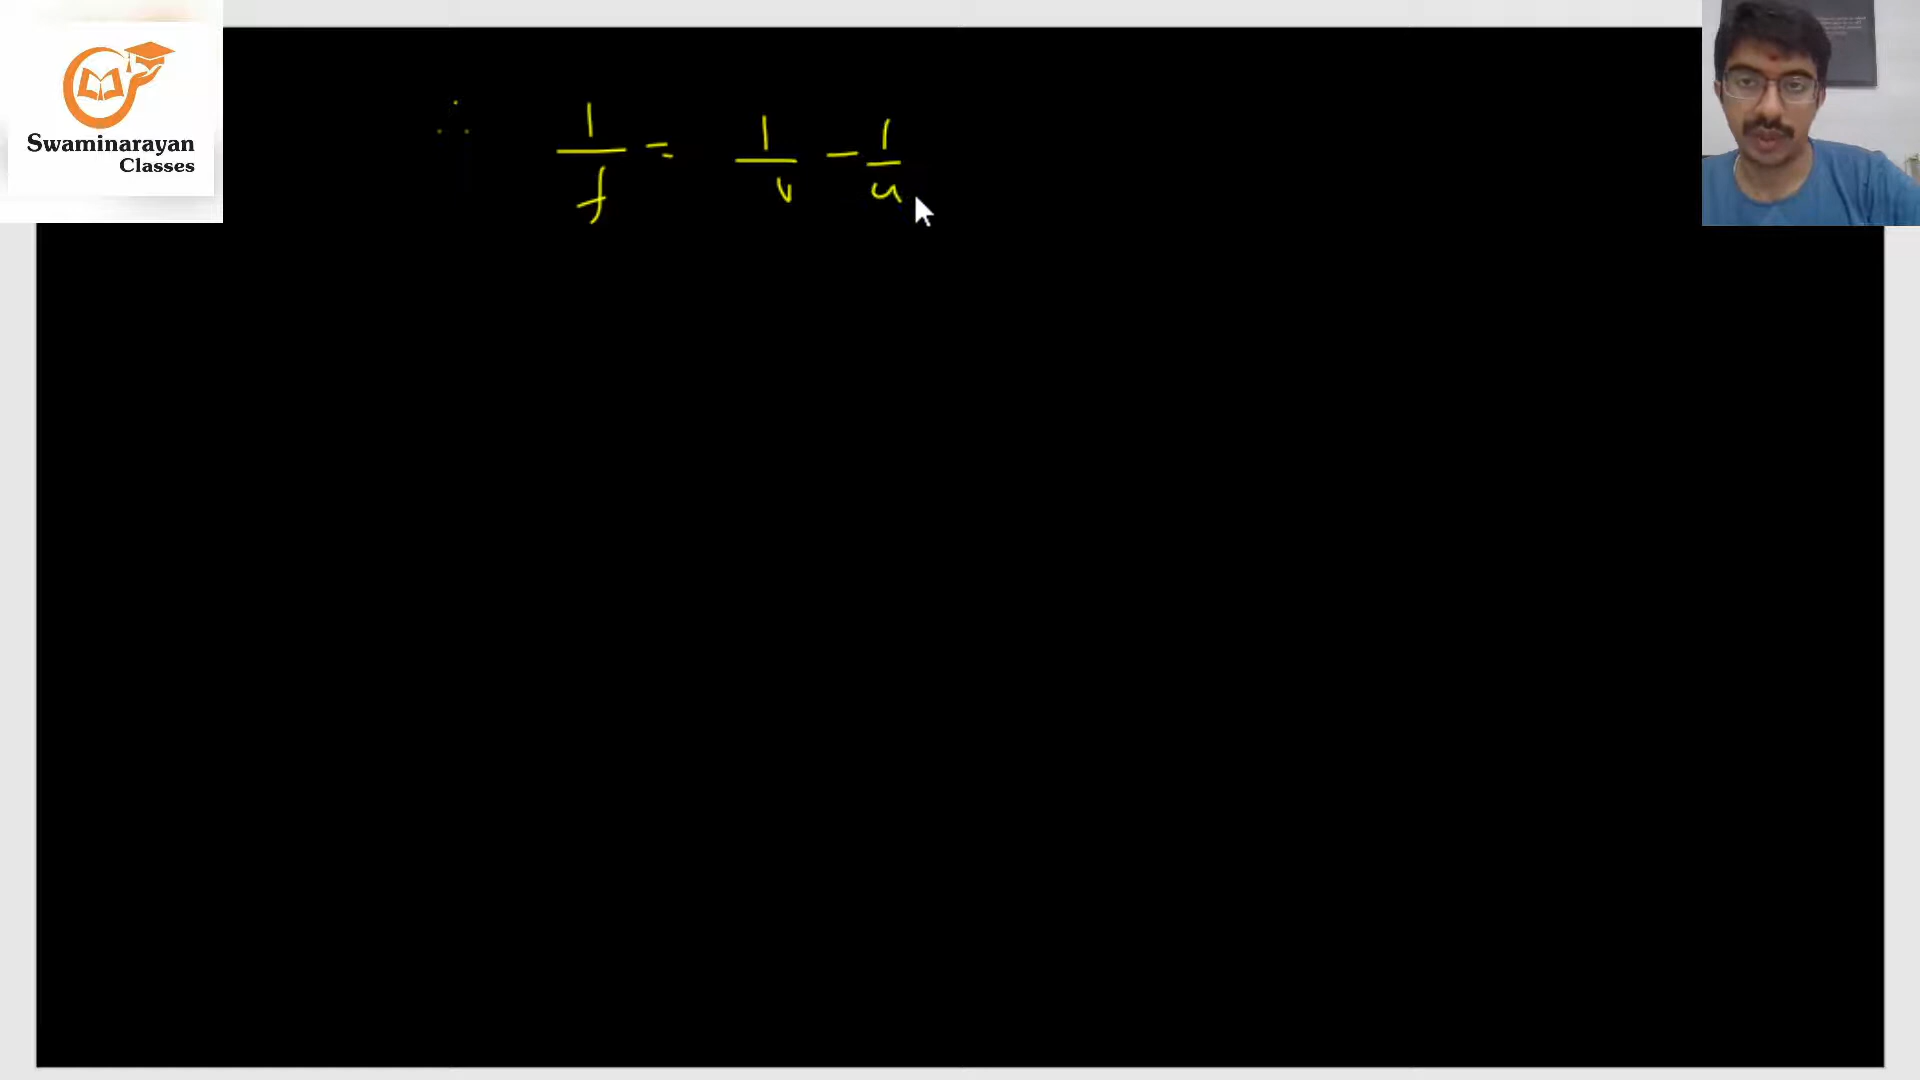 Swaminarayan
Classes
∴ 1/f = 1/v - 1/u